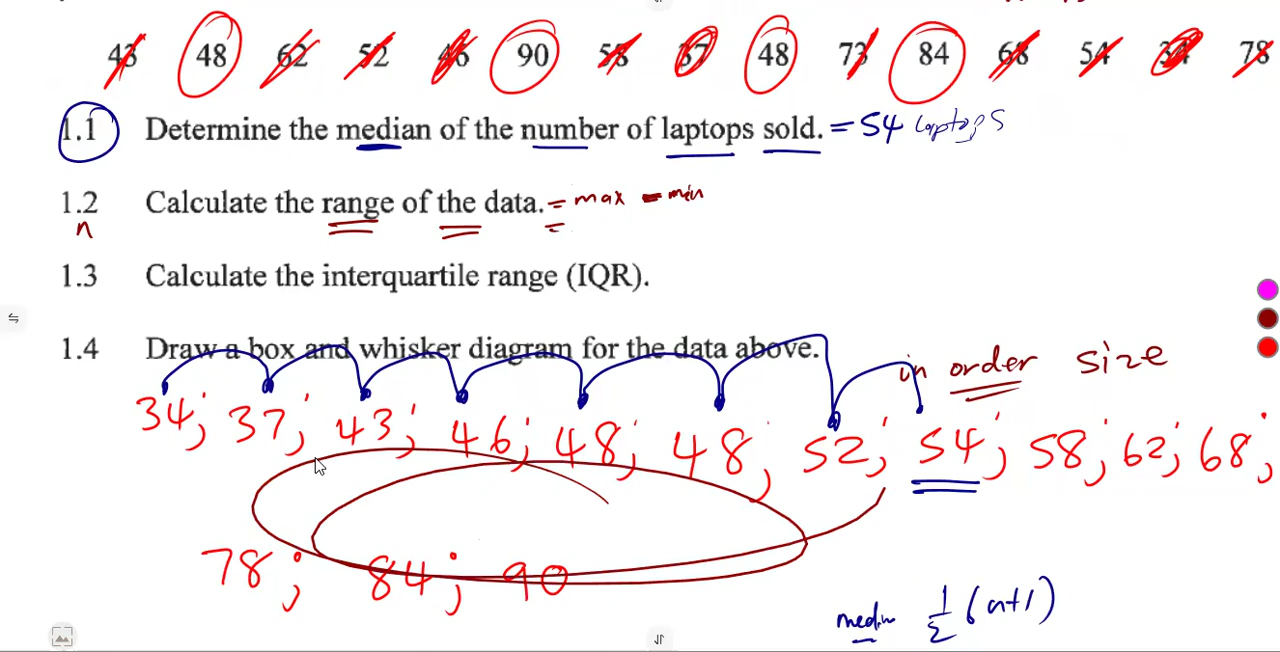 43 48 62 52 46 90 58 37 48 73 84 68 54 34 78
1.1 Determine the median of the number of laptops sold. = 54 laptops
1.2 Calculate the range of the data. = max - min
n =
1.3 Calculate the interquartile range (IQR).
1.4 Draw a box and whisker diagram for the data above.
in order size
34; 37; 43; 46; 48; 48; 52; 54; 58; 62; 68;
78; 84; 90
median 1/2 (n+1)